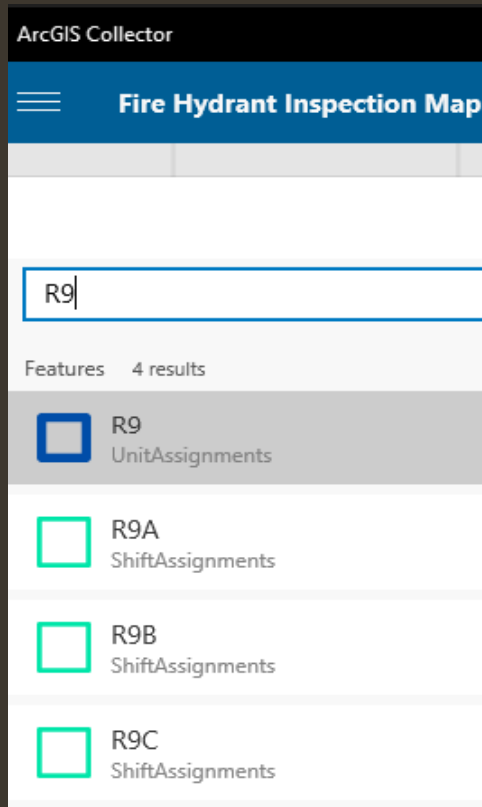 ArcGIS Collector
Fire Hydrant Inspection Map
R9
Features 4 results
R9
UnitAssignments
R9A
ShiftAssignments
R9B
ShiftAssignments
R9C
ShiftAssignments